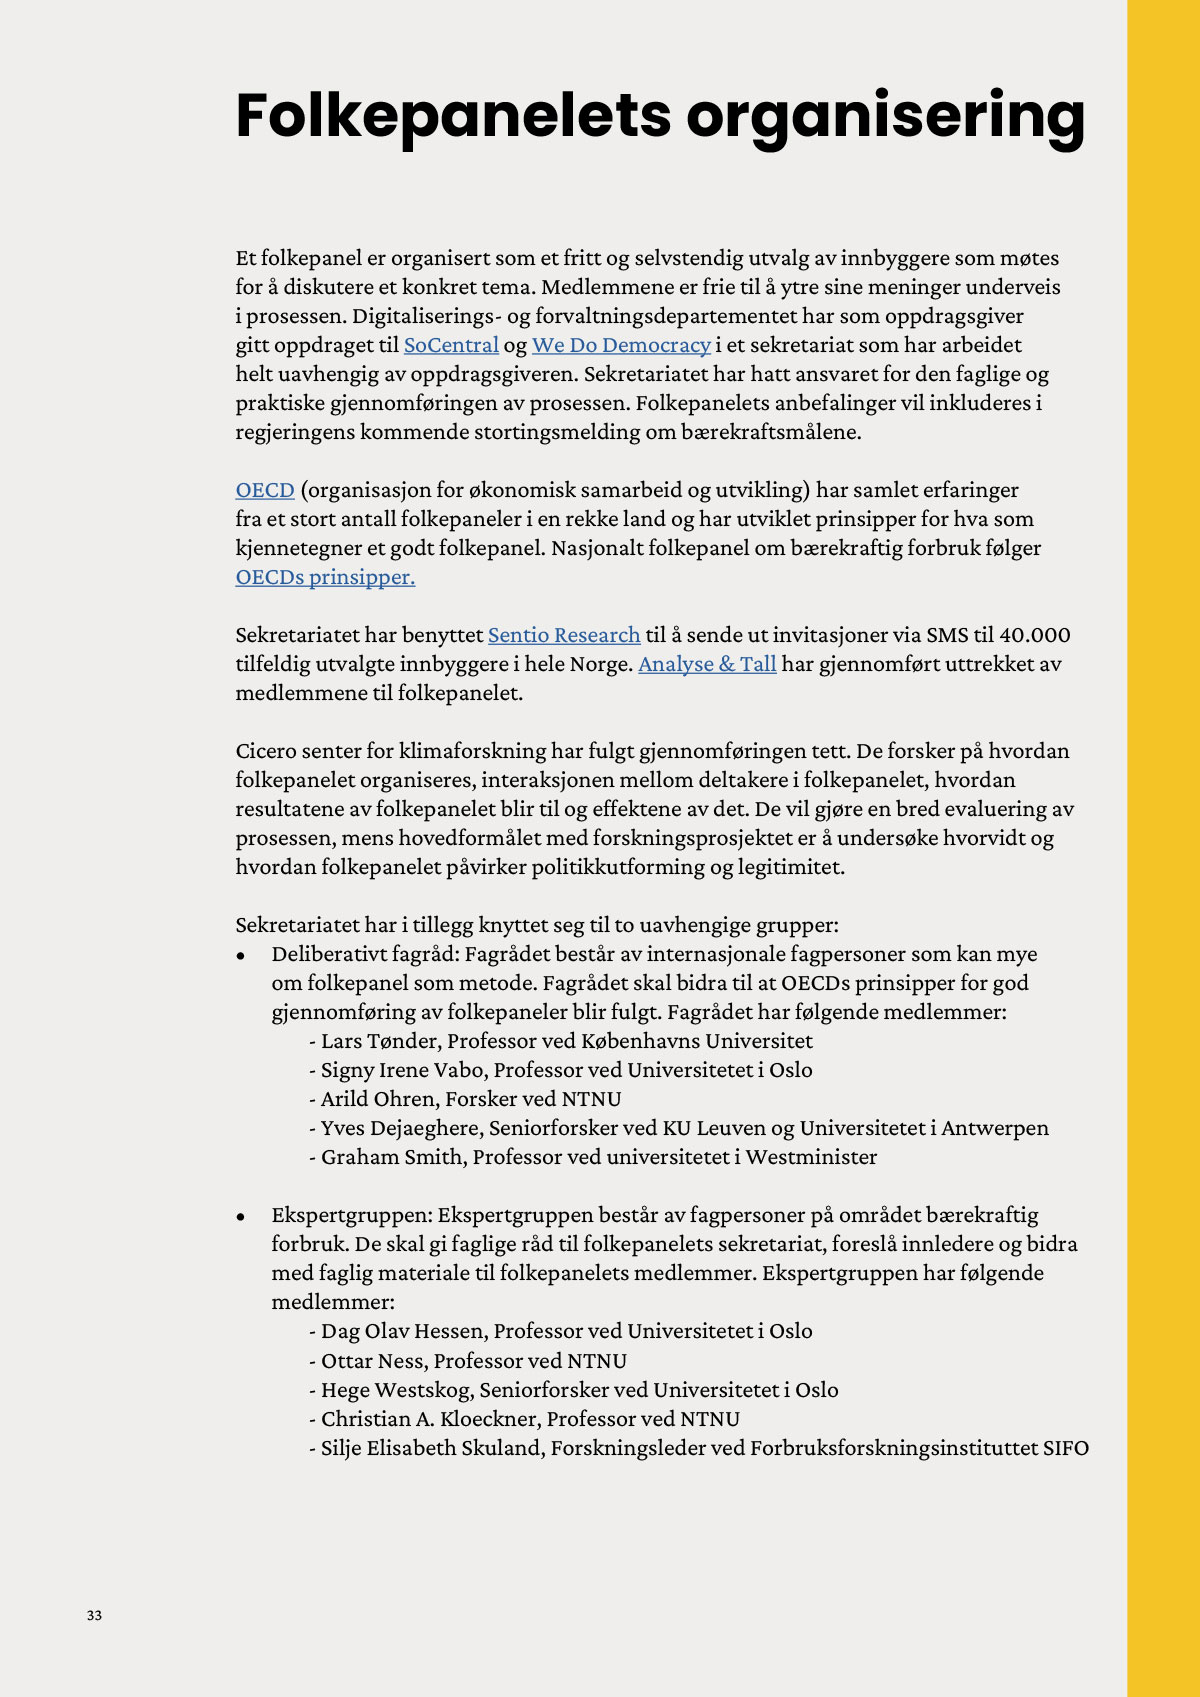 Folkepanelets organisering
Et folkepanel er organisert som et fritt og selvstendig utvalg av innbyggere som møtes
for å diskutere et konkret tema. Medlemmene er frie til å ytre sine meninger underveis
i prosessen. Digitaliserings- og forvaltningsdepartementet har som oppdragsgiver
gitt oppdraget til SoCentral og We Do Democracy i et sekretariat som har arbeidet
helt uavhengig av oppdragsgiveren. Sekretariatet har hatt ansvaret for den faglige og
praktiske gjennomføringen av prosessen. Folkepanelets anbefalinger vil inkluderes i
regjeringens kommende stortingsmelding om bærekraftsmålene.
OECD (organisasjon for økonomisk samarbeid og utvikling) har samlet erfaringer
fra et stort antall folkepaneler i en rekke land og har utviklet prinsipper for hva som
kjennetegner et godt folkepanel. Nasjonalt folkepanel om bærekraftig forbruk følger
OECDs prinsipper.
Sekretariatet har benyttet Sentio Research til å sende ut invitasjoner via SMS til 40.000
tilfeldig utvalgte innbyggere i hele Norge. Analyse & Tall har gjennomført uttrekket av
medlemmene til folkepanelet.
Cicero senter for klimaforskning har fulgt gjennomføringen tett. De forsker på hvordan
folkepanelet organiseres, interaksjonen mellom deltakere i folkepanelet, hvordan
resultatene av folkepanelet blir til og effektene av det. De vil gjøre en bred evaluering av
prosessen, mens hovedformålet med forskningsprosjektet er å undersøke hvorvidt og
hvordan folkepanelet påvirker politikkutforming og legitimitet.
Sekretariatet har i tillegg knyttet seg til to uavhengige grupper:
• Deliberativt fagråd: Fagrådet består av internasjonale fagpersoner som kan mye
om folkepanel som metode. Fagrådet skal bidra til at OECDs prinsipper for god
gjennomføring av folkepaneler blir fulgt. Fagrådet har følgende medlemmer:
- Lars Tønder, Professor ved Københavns Universitet
- Signy Irene Vabo, Professor ved Universitetet i Oslo
- Arild Ohren, Forsker ved NTNU
- Yves Dejaeghere, Seniorforsker ved KU Leuven og Universitetet i Antwerpen
- Graham Smith, Professor ved universitetet i Westminister
• Ekspertgruppen: Ekspertgruppen består av fagpersoner på området bærekraftig
forbruk. De skal gi faglige råd til folkepanelets sekretariat, foreslå innledere og bidra
med faglig materiale til folkepanelets medlemmer. Ekspertgruppen har følgende
medlemmer:
- Dag Olav Hessen, Professor ved Universitetet i Oslo
- Ottar Ness, Professor ved NTNU
- Hege Westskog, Seniorforsker ved Universitetet i Oslo
- Christian A. Kloeckner, Professor ved NTNU
- Silje Elisabeth Skuland, Forskningsleder ved Forbruksforskningsinstituttet SIFO
33